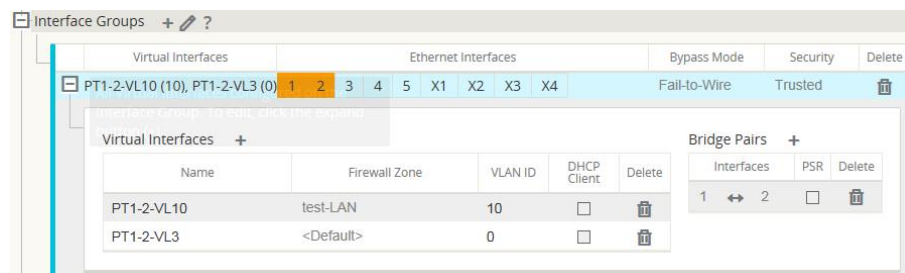 Interface Groups + ?
Virtual Interfaces Ethernet Interfaces Bypass Mode Security Delete
PT1-2-VL10 (10), PT1-2-VL3 (0) 1 2 3 4 5 X1 X2 X3 X4 Fail-to-Wire Trusted
Interface Group. To edit, click the expand
Virtual Interfaces +
Bridge Pairs +
Name Firewall Zone VLAN ID DHCP Client Delete
Interfaces PSR Delete
PT1-2-VL10 test-LAN 10
1 ↔ 2
PT1-2-VL3 <Default> 0